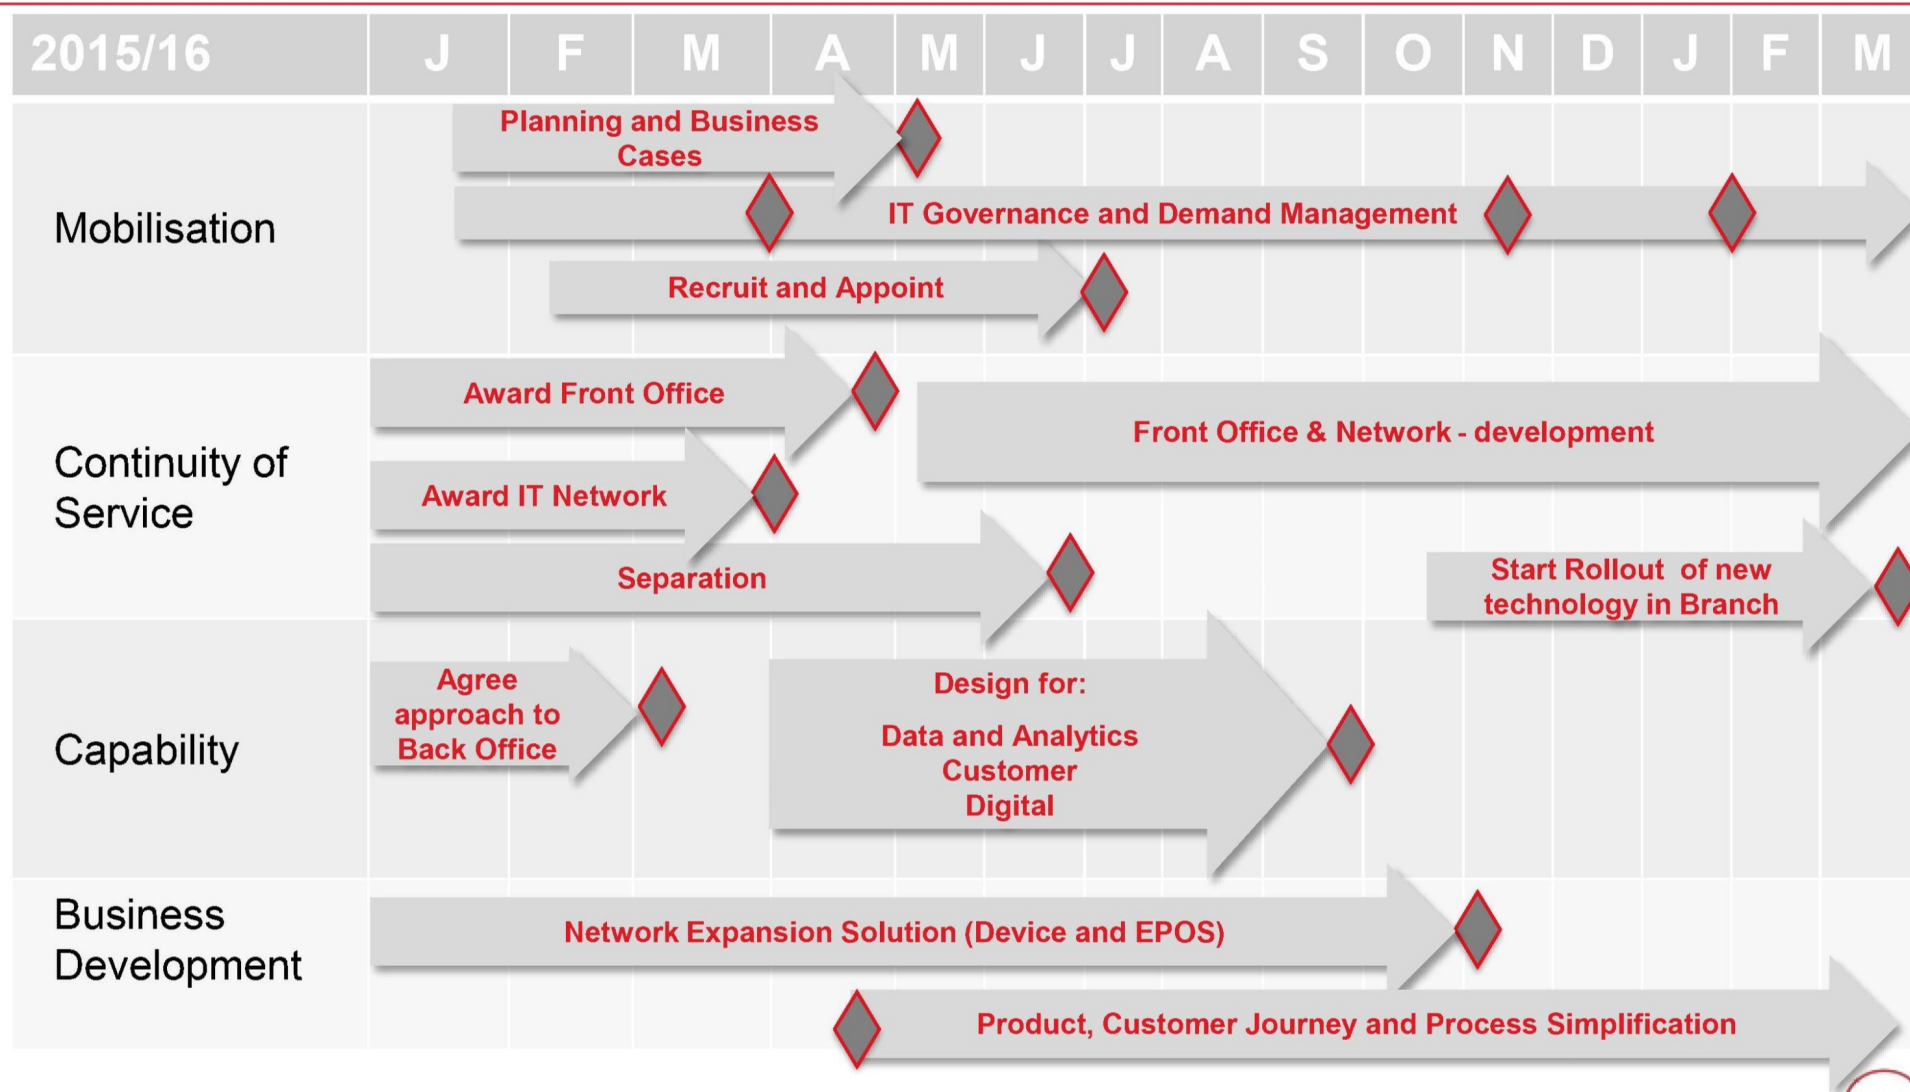 2015/16 J F M A M J J A S O N D J F M
Mobilisation
Planning and Business
Cases
IT Governance and Demand Management
Recruit and Appoint
Continuity of
Service
Award Front Office
Front Office & Network - development
Award IT Network
Separation
Start Rollout of new
technology in Branch
Capability
Agree
approach to
Back Office
Design for:
Data and Analytics
Customer
Digital
Business
Development
Network Expansion Solution (Device and EPOS)
Product, Customer Journey and Process Simplification